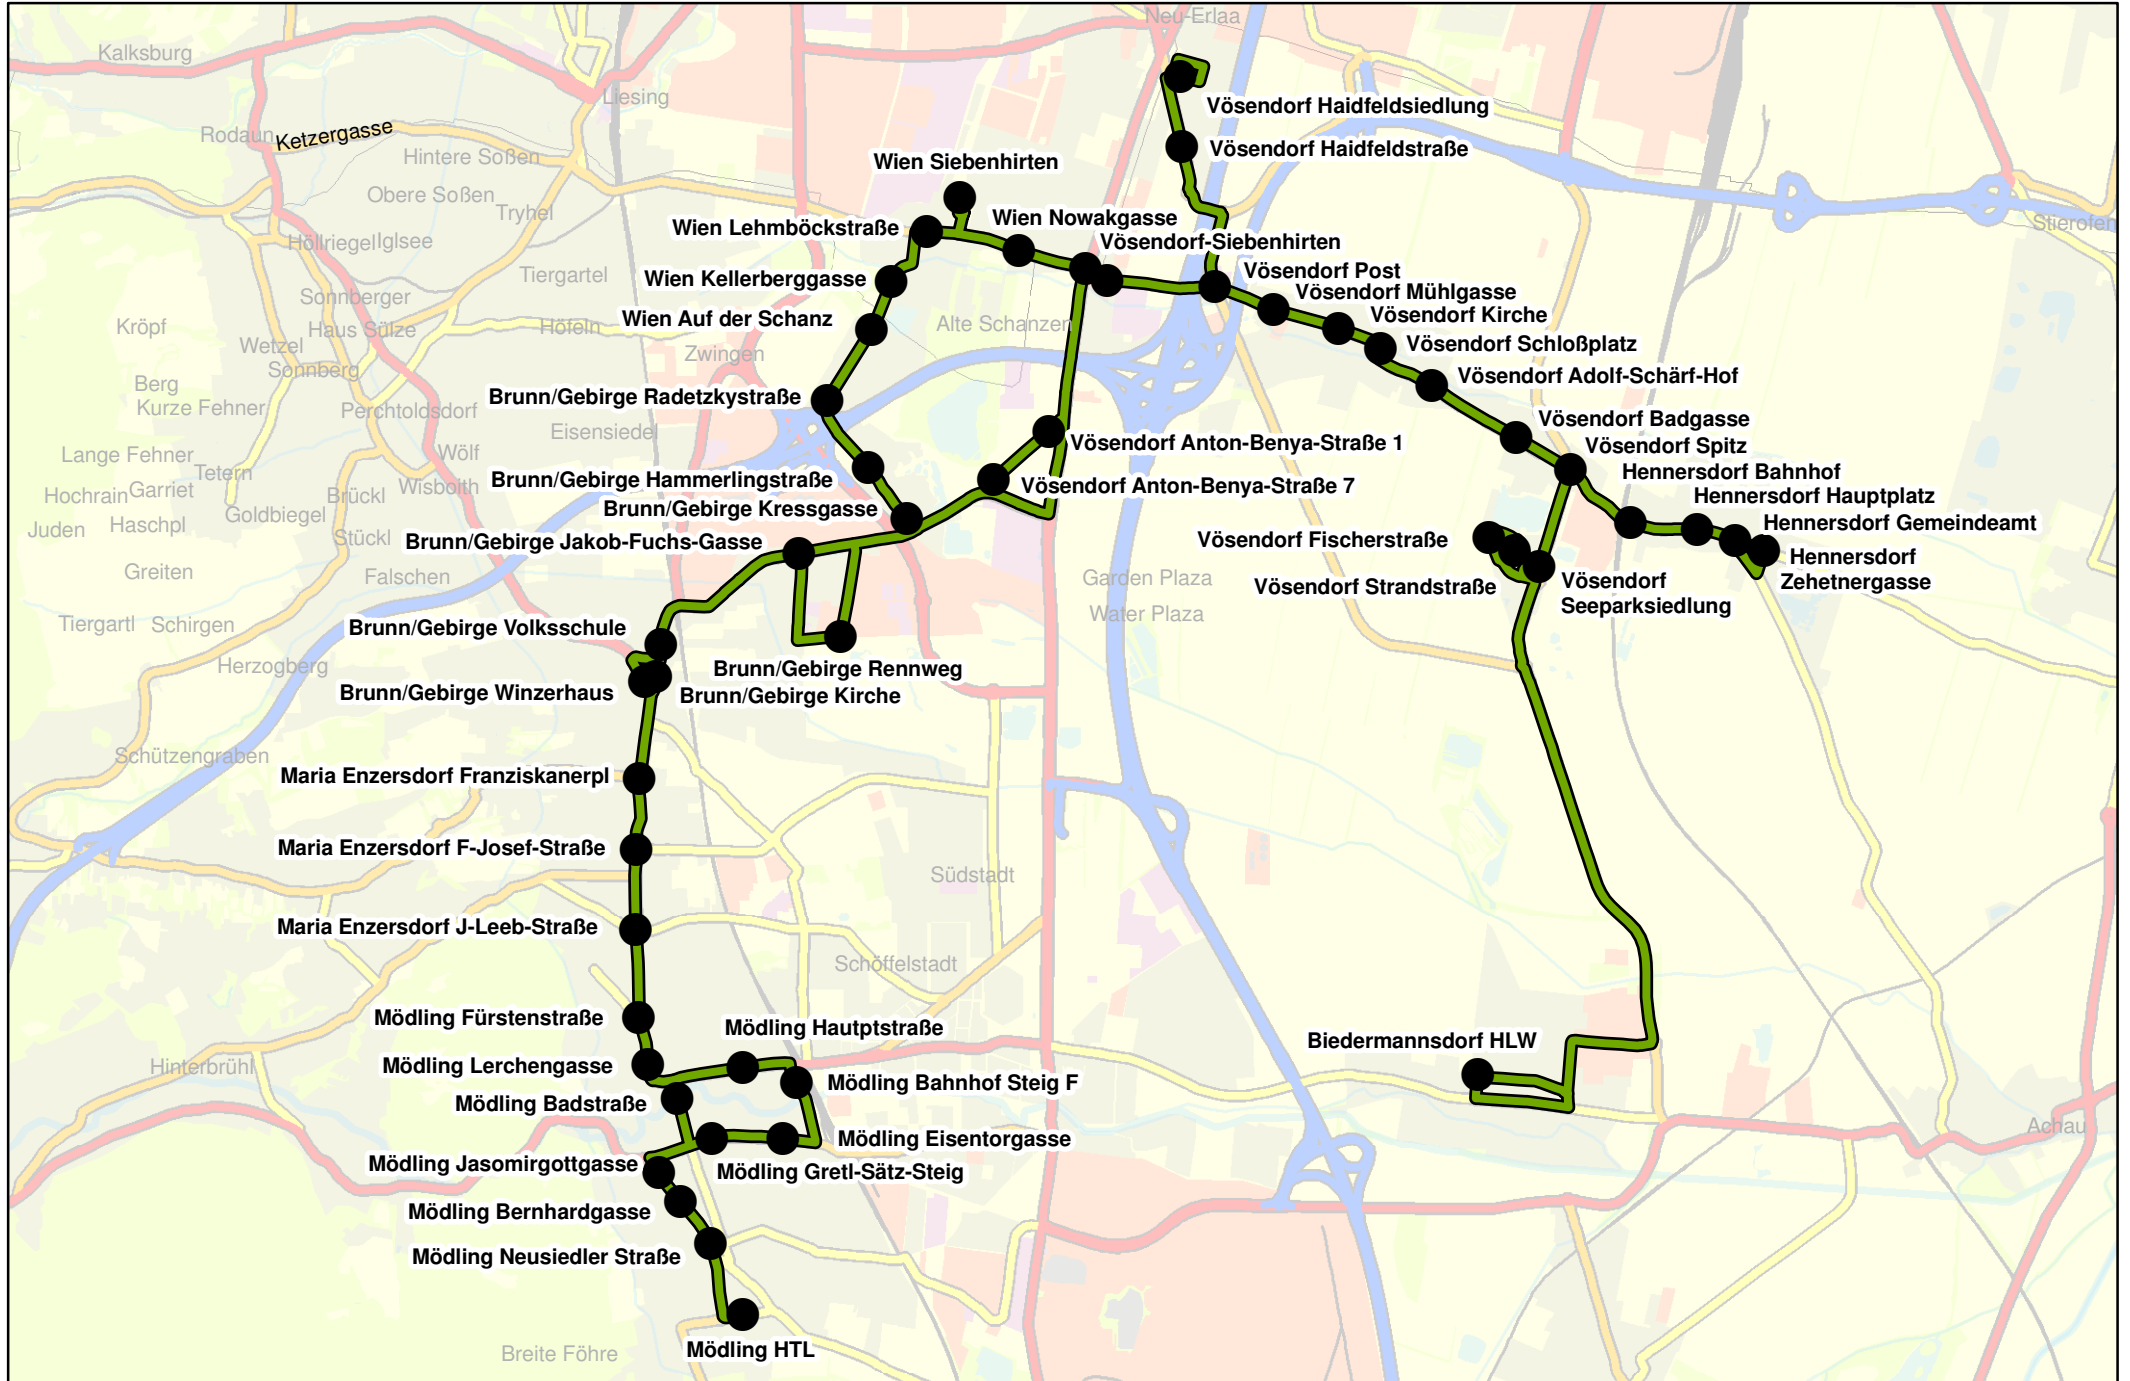 Neu-Erlaa
Kalksburg
Liesing
Vösendorf Haidfeldsiedlung
Rodaun
Ketzergasse
Hintere Soßen
Vösendorf Haidfeldstraße
Wien Siebenhirten
Obere Soßen
Tryhel
Wien Nowakgasse
Wien Lehmböckstraße
Stierofen
Höllriegel
Iglsee
Vösendorf-Siebenhirten
Tiergartel
Wien Kellerberggasse
Vösendorf Post
Vösendorf Mühlgasse
Sonnberger
Vösendorf Kirche
Kröpf
Haus Sülze
Höfeln
Wien Auf der Schanz
Alte Schanzen
Wetzel
Zwingen
Vösendorf Schloßplatz
Sonnberg
Vösendorf Adolf-Schärf-Hof
Berg
Kurze Fehner
Perchtoldsdorf
Brunn/Gebirge Radetzkystraße
Vösendorf Badgasse
Eisensiedel
Vösendorf Anton-Benya-Straße 1
Vösendorf Spitz
Lange Fehner
Tetern
Wölf
Hennersdorf Bahnhof
Brunn/Gebirge Hammerlingstraße
Vösendorf Anton-Benya-Straße 7
Hochrain
Garriet
Brückl
Wisboith
Hennersdorf Hauptplatz
Brunn/Gebirge Kressgasse
Goldbiegel
Hennersdorf Gemeindeamt
Juden
Haschpl
Stückl
Brunn/Gebirge Jakob-Fuchs-Gasse
Vösendorf Fischerstraße
Hennersdorf
Zehetnergasse
Greiten
Falschen
Garden Plaza
Vösendorf Strandstraße
Vösendorf
Seeparksiedlung
Water Plaza
Tiergartl
Schirgen
Brunn/Gebirge Volksschule
Herzogberg
Brunn/Gebirge Rennweg
Brunn/Gebirge Winzerhaus
Brunn/Gebirge Kirche
Schützengraben
Maria Enzersdorf Franziskanerpl
Maria Enzersdorf F-Josef-Straße
Südstadt
Maria Enzersdorf J-Leeb-Straße
Schöffelstadt
Mödling Fürstenstraße
Mödling Hautptstraße
Biedermannsdorf HLW
Hinterbrühl
Mödling Lerchengasse
Mödling Bahnhof Steig F
Mödling Badstraße
Achau
Mödling Eisentorgasse
Mödling Jasomirgottgasse
Mödling Gretl-Sätz-Steig
Mödling Bernhardgasse
Mödling Neusiedler Straße
Mödling HTL
Breite Föhre